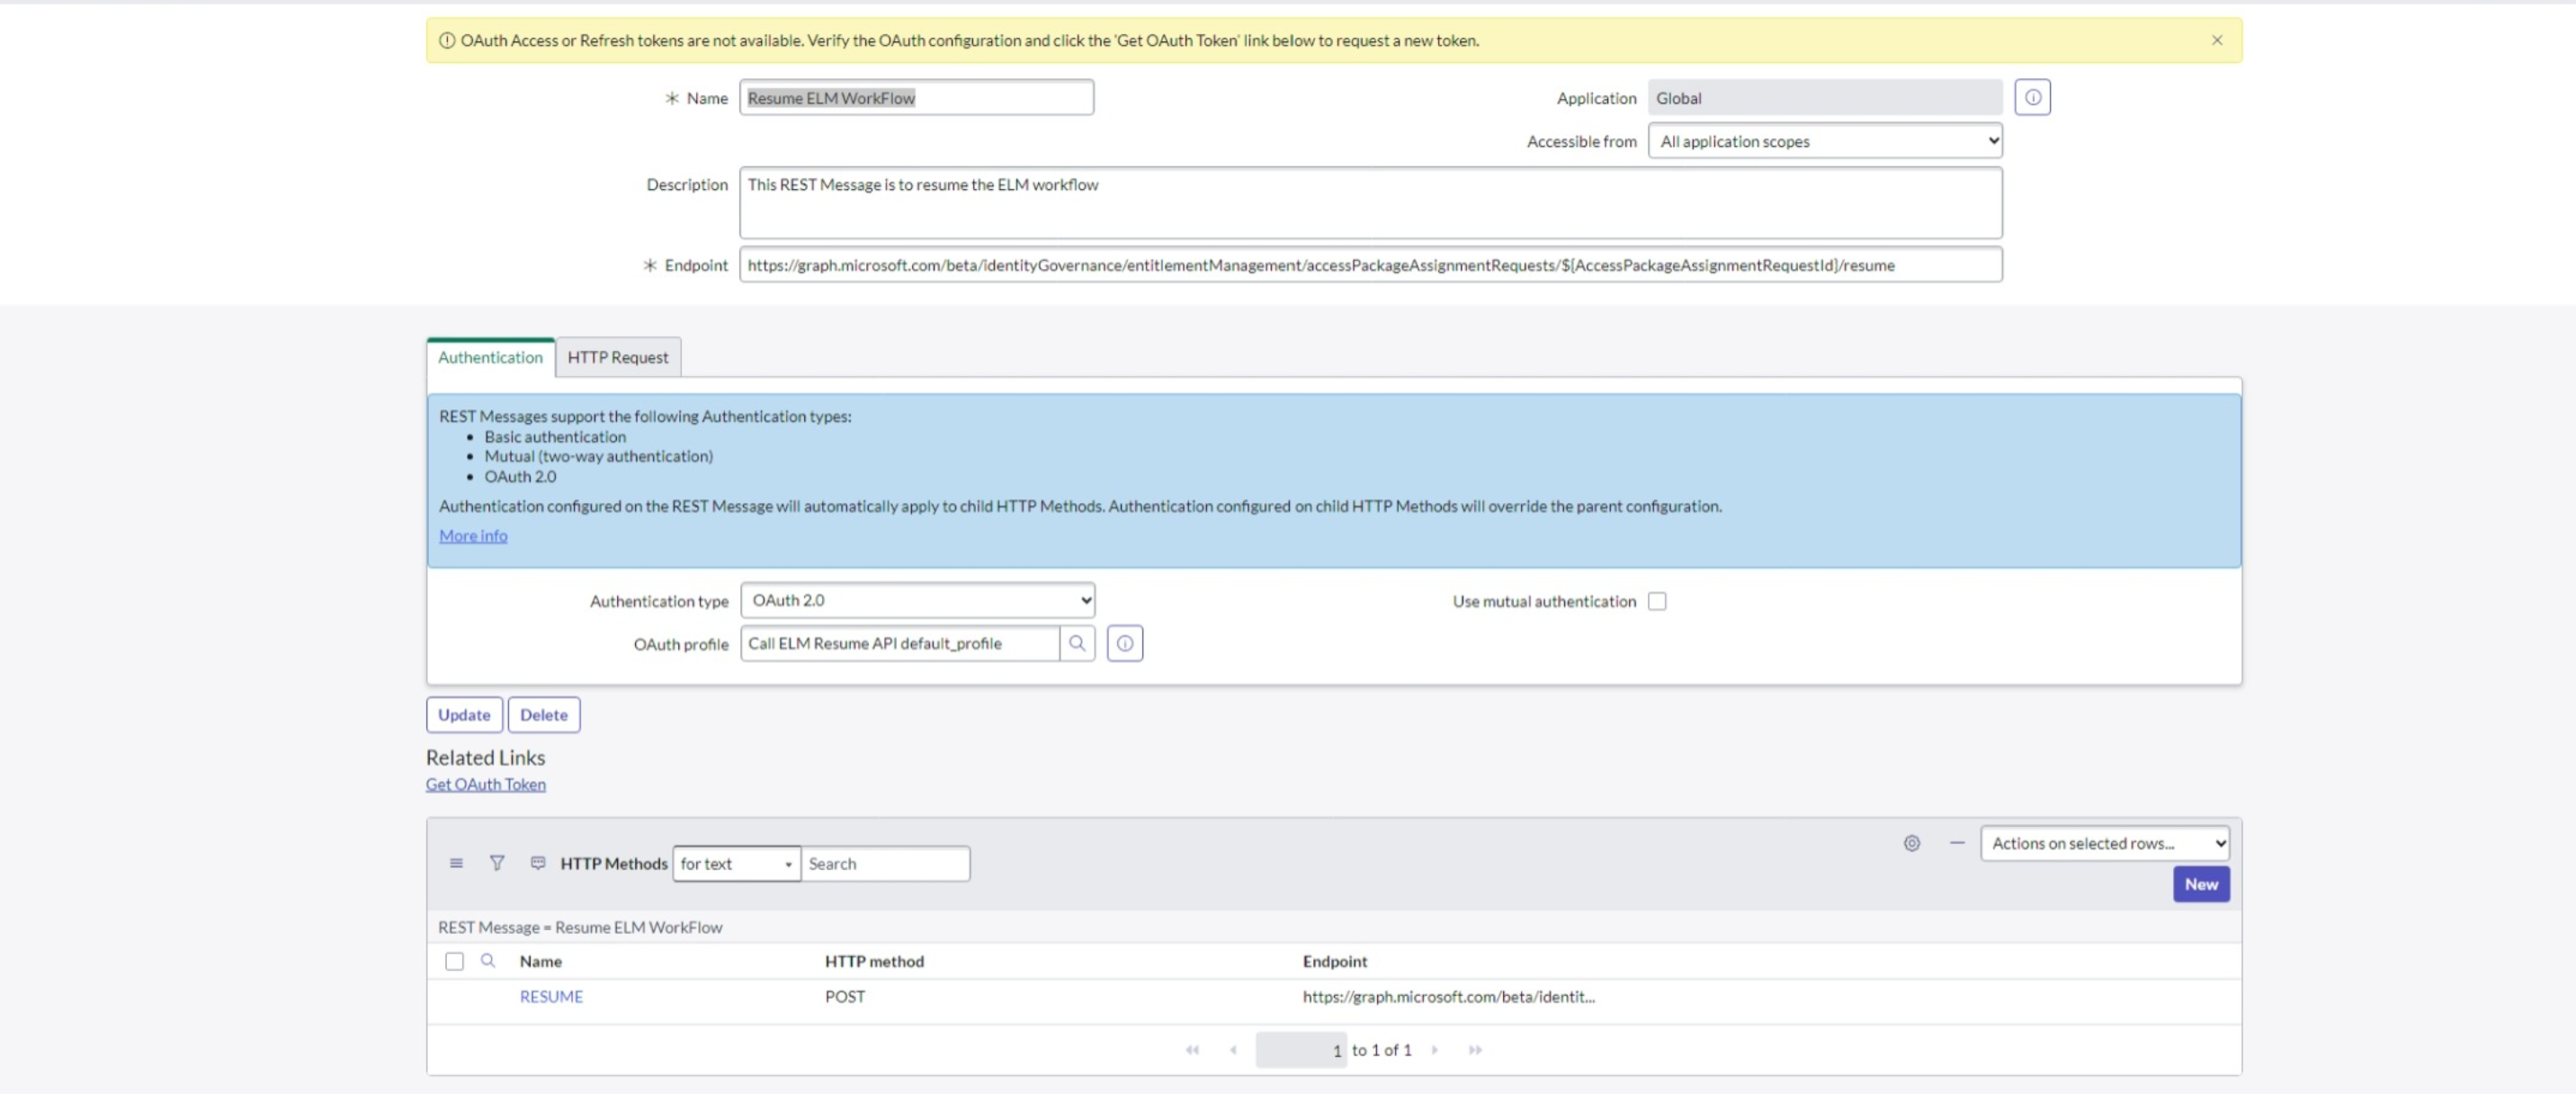 OAuth Access or Refresh tokens are not available. Verify the OAuth configuration and click the 'Get OAuth Token' link below to request a new token.
Name Resume ELM WorkFlow Application Global
Accessible from All application scopes
Description This REST Message is to resume the ELM workflow
Endpoint https://graph.microsoft.com/beta/identityGovernance/entitlementManagement/accessPackageAssignmentRequests/${AccessPackageAssignmentRequestId}/resume
Authentication HTTP Request
REST Messages support the following Authentication types:
• Basic authentication
• Mutual (two-way authentication)
• OAuth 2.0
Authentication configured on the REST Message will automatically apply to child HTTP Methods. Authentication configured on child HTTP Methods will override the parent configuration.
More info
Authentication type OAuth 2.0 Use mutual authentication
OAuth profile Call ELM Resume API default_profile
Update Delete
Related Links
Get OAuth Token
Actions on selected rows...
HTTP Methods for text Search
New
REST Message = Resume ELM WorkFlow
Name HTTP method Endpoint
RESUME POST https://graph.microsoft.com/beta/identit...
1 to 1 of 1